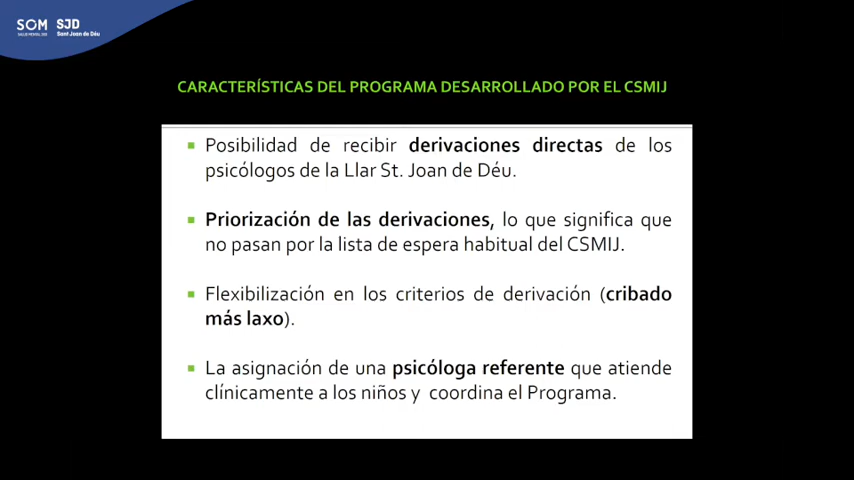 SOM
SALUD MENTAL 360
SJD
Sant Joan de Déu
CARACTERÍSTICAS DEL PROGRAMA DESARROLLADO POR EL CSMIJ
▪ Posibilidad de recibir derivaciones directas de los
psicólogos de la Llar St. Joan de Déu.
▪ Priorización de las derivaciones, lo que significa que
no pasan por la lista de espera habitual del CSMIJ.
▪ Flexibilización en los criterios de derivación (cribado
más laxo).
▪ La asignación de una psicóloga referente que atiende
clínicamente a los niños y coordina el Programa.